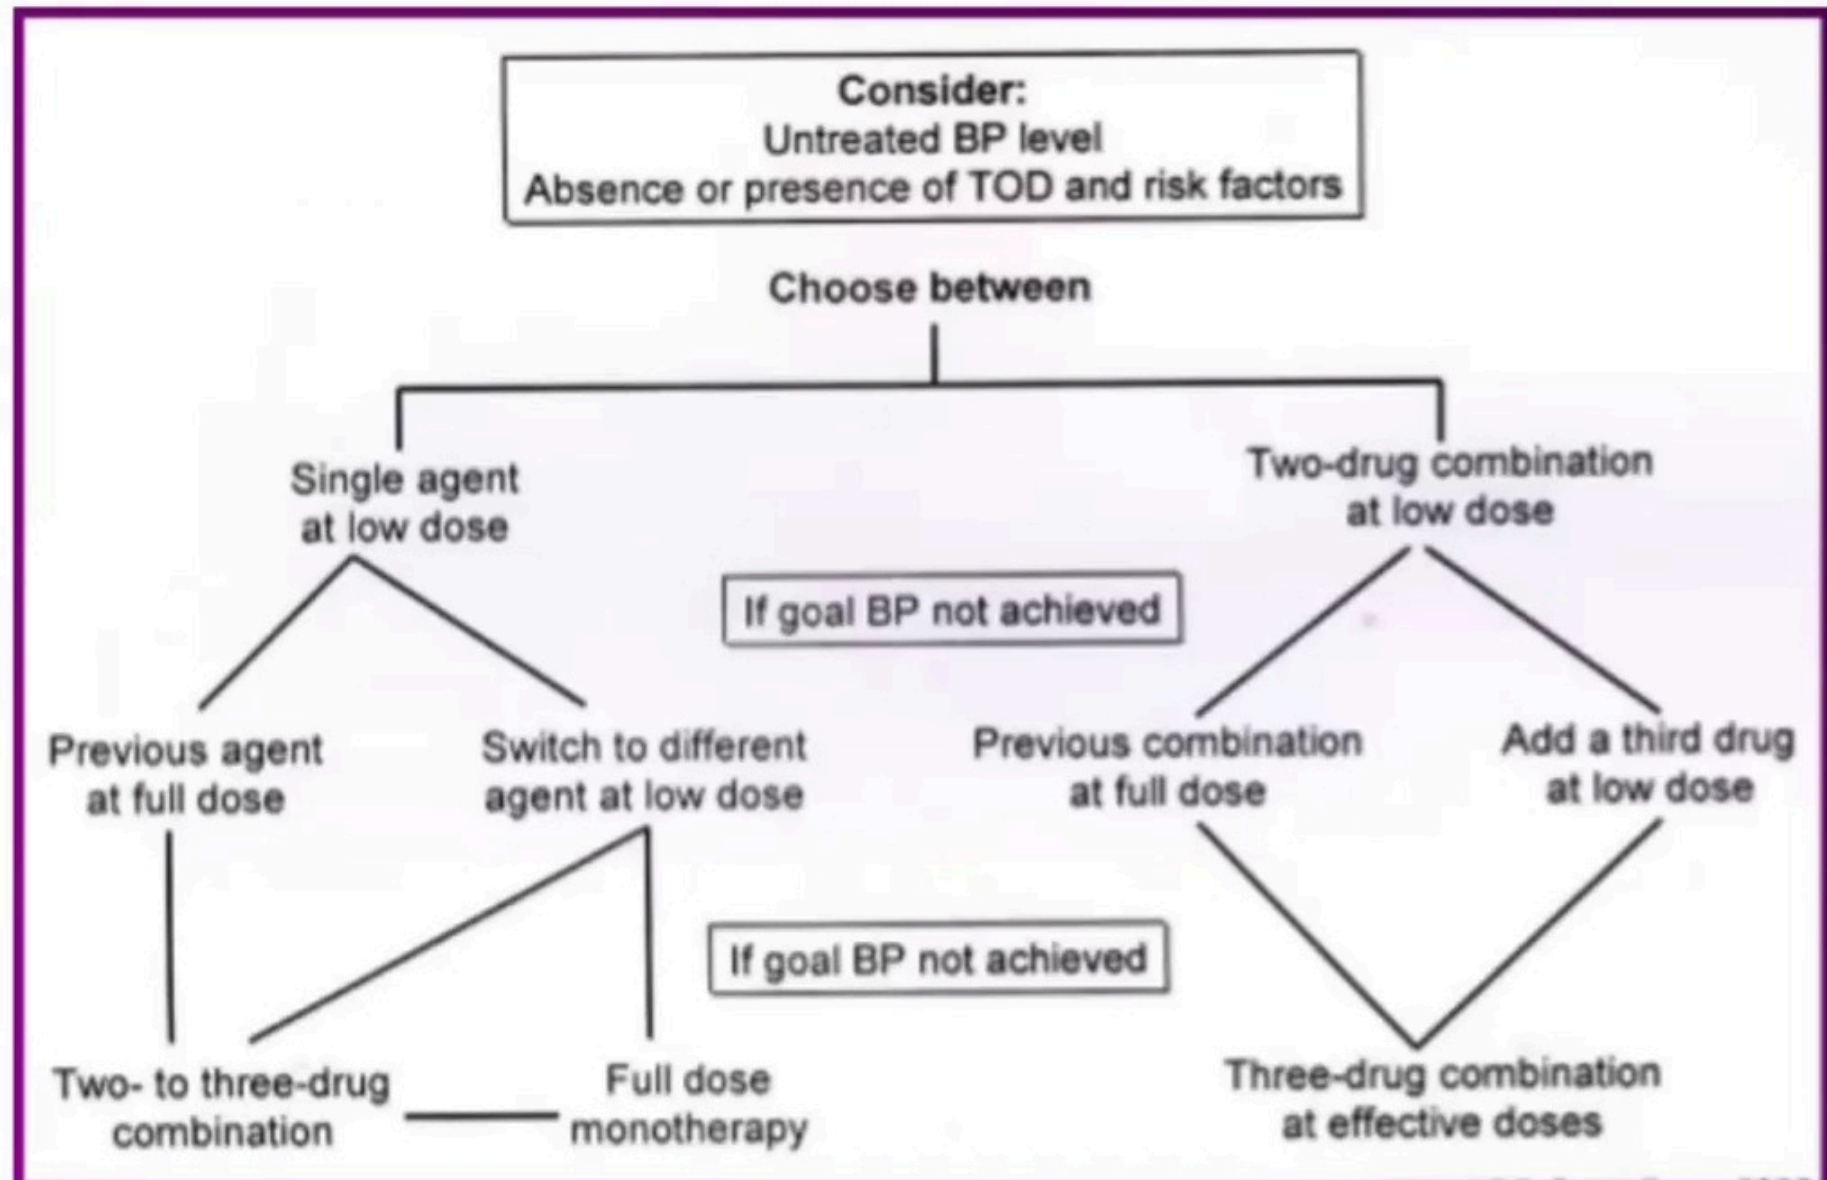 Consider:
Untreated BP level
Absence or presence of TOD and risk factors
Choose between
Single agent
at low dose
Two-drug combination
at low dose
If goal BP not achieved
Previous agent
at full dose
Switch to different
agent at low dose
Previous combination
at full dose
Add a third drug
at low dose
If goal BP not achieved
Two- to three-drug
combination
Full dose
monotherapy
Three-drug combination
at effective doses